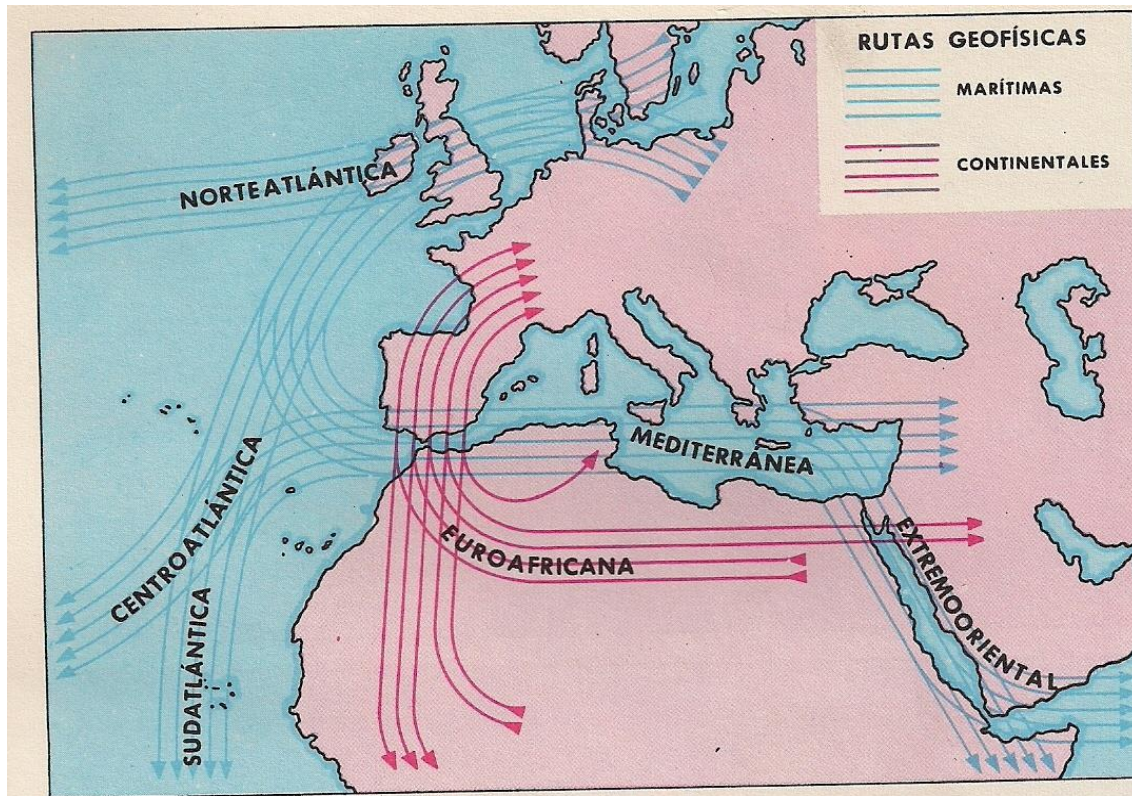 RUTAS GEOFÍSICAS
MARÍTIMAS
CONTINENTALES
NORTEATLÁNTICA
MEDITERRÁNEA
CENTROATLÁNTICA
EUROAFRICANA
EXTREMOORIENTAL
SUDATLÁNTICA